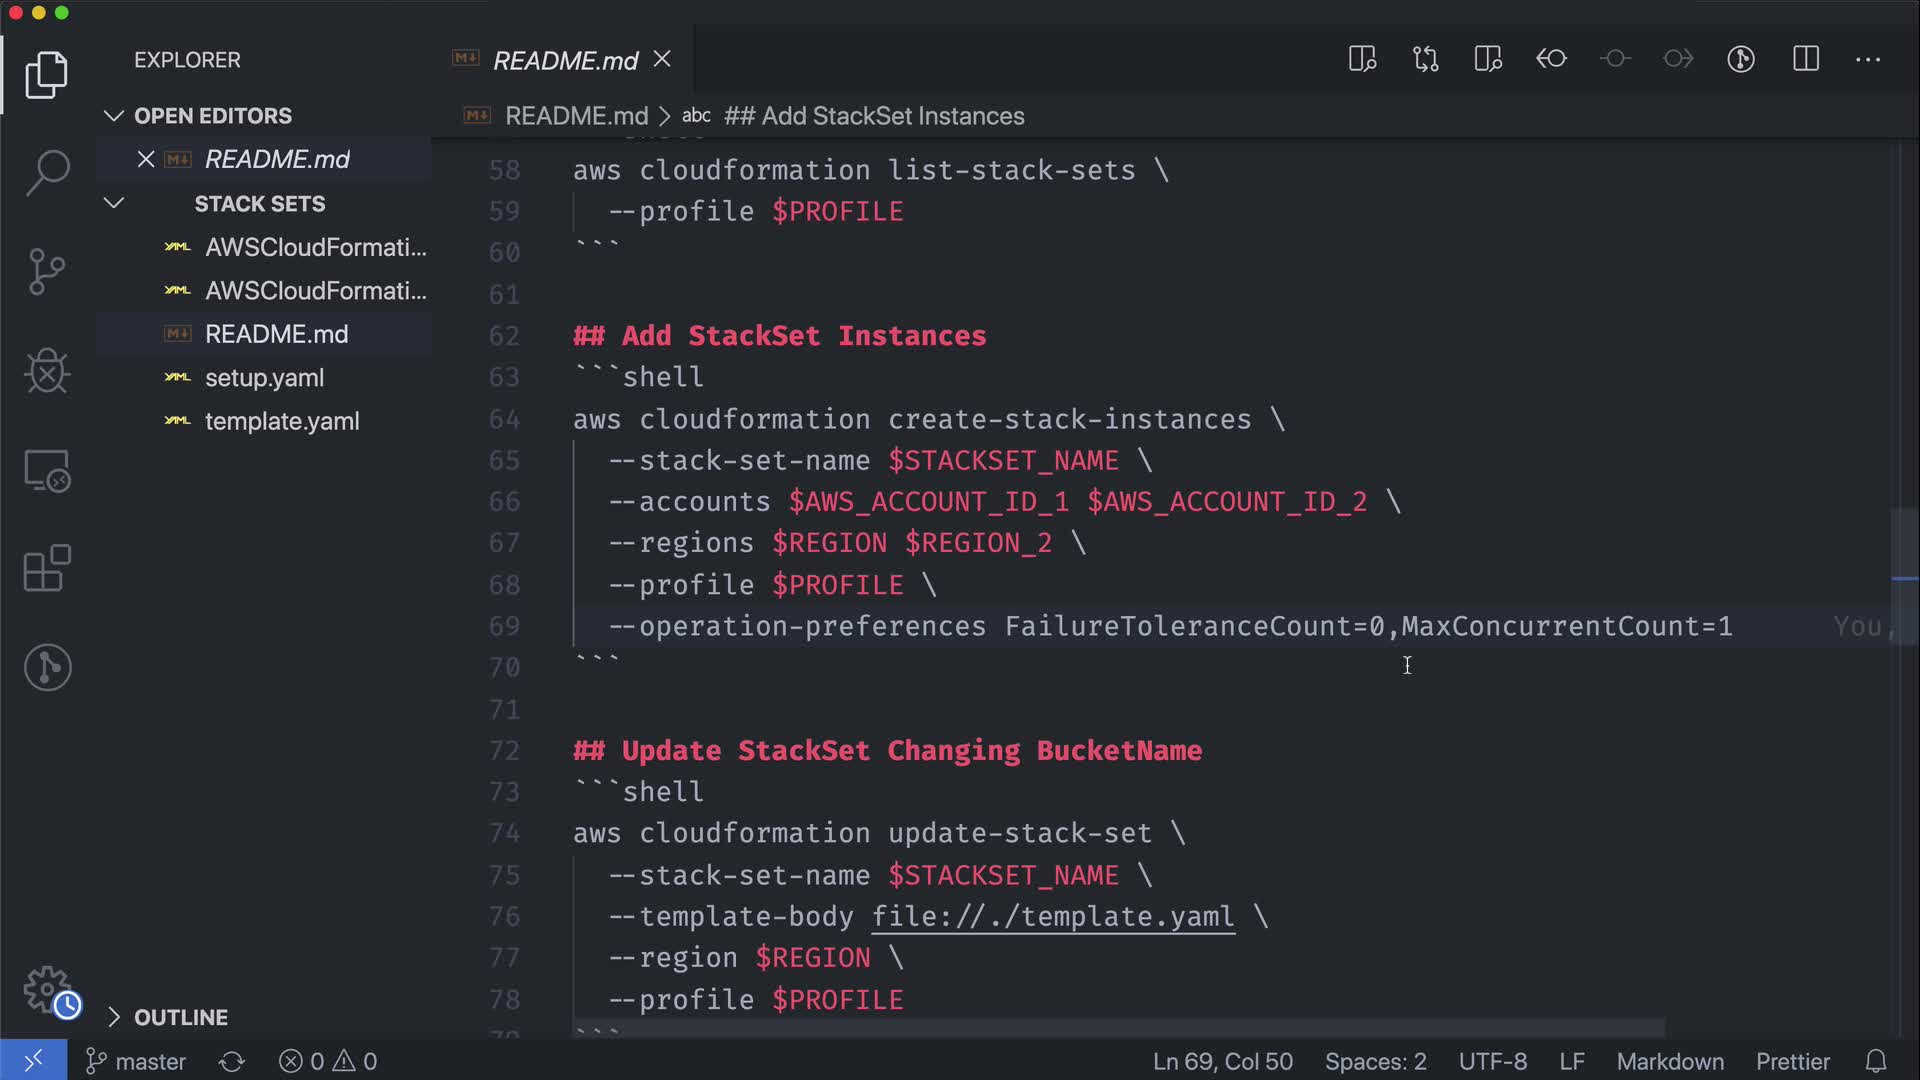 EXPLORER
OPEN EDITORS
README.md
STACK SETS
AWSCloudFormati...
AWSCloudFormati...
README.md
setup.yaml
template.yaml
OUTLINE
README.md
README.md > abc ## Add StackSet Instances
58 aws cloudformation list-stack-sets \
59 --profile $PROFILE
60 ```
61
62 ## Add StackSet Instances
63 ```shell
64 aws cloudformation create-stack-instances \
65 --stack-set-name $STACKSET_NAME \
66 --accounts $AWS_ACCOUNT_ID_1 $AWS_ACCOUNT_ID_2 \
67 --regions $REGION $REGION_2 \
68 --profile $PROFILE \
69 --operation-preferences FailureToleranceCount=0,MaxConcurrentCount=1 You,
70 ```
71
72 ## Update StackSet Changing BucketName
73 ```shell
74 aws cloudformation update-stack-set \
75 --stack-set-name $STACKSET_NAME \
76 --template-body file://./template.yaml \
77 --region $REGION \
78 --profile $PROFILE
```
master 0 0 Ln 69, Col 50 Spaces: 2 UTF-8 LF Markdown Prettier